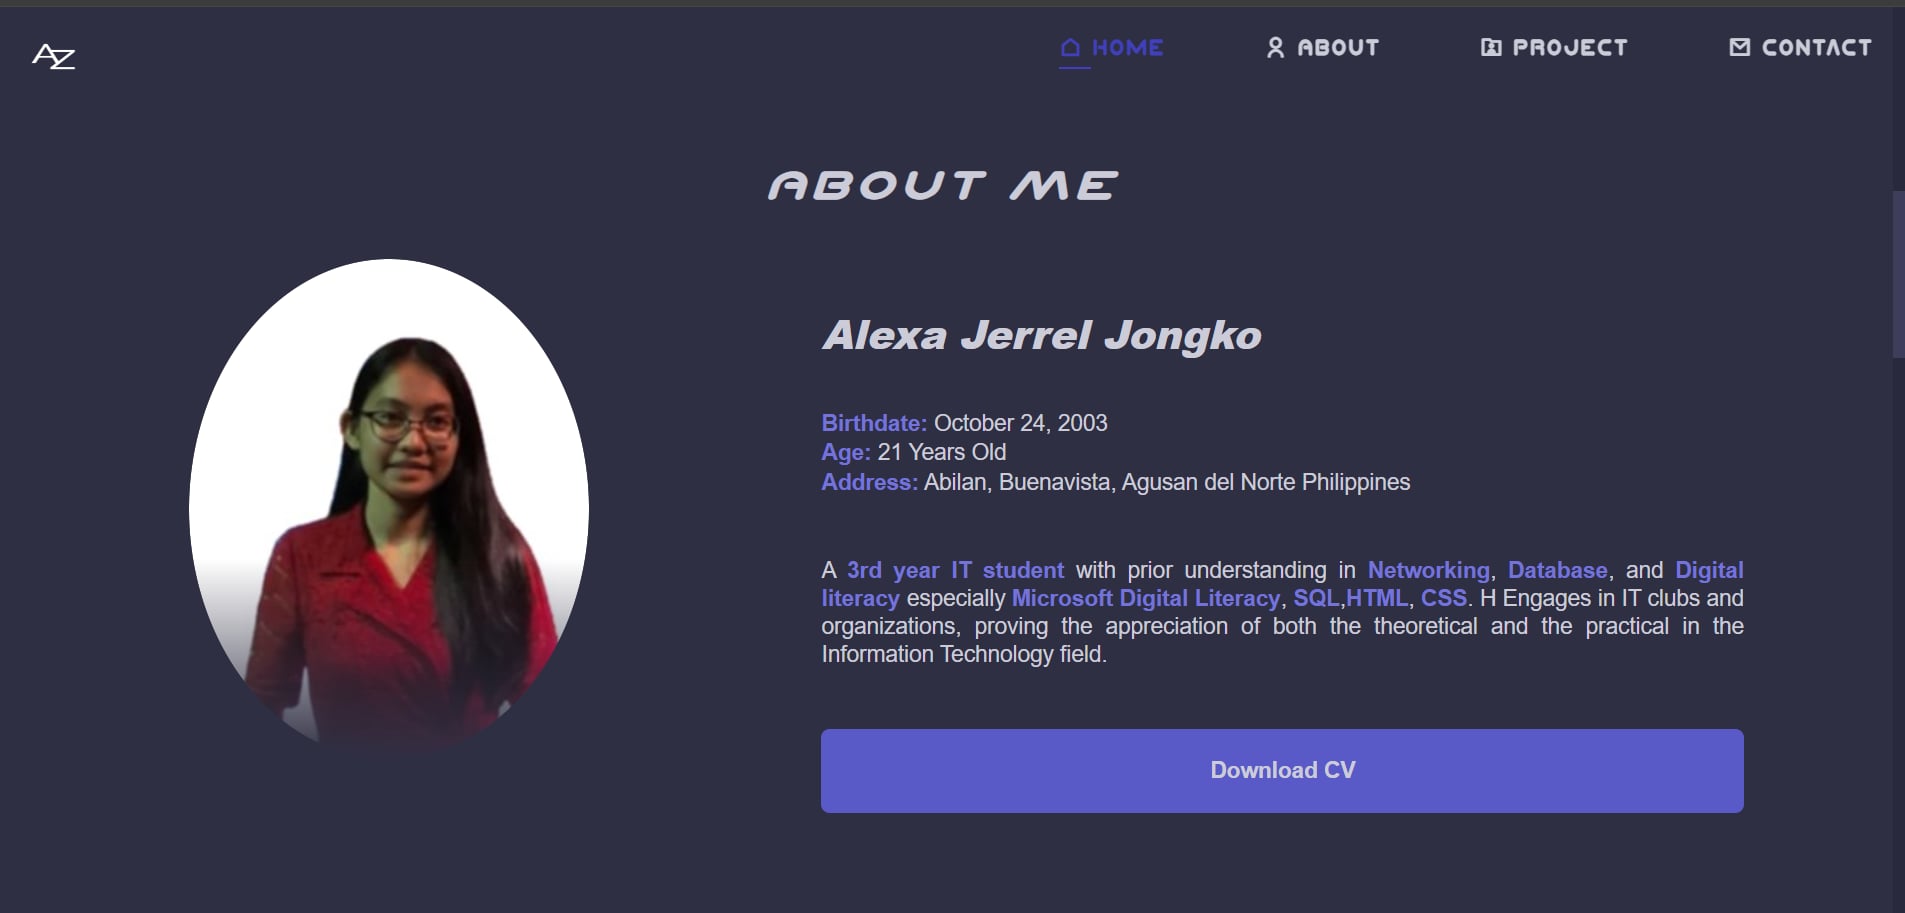 AZ
HOME
ABOUT
PROJECT
CONTACT
ABOUT ME
Alexa Jerrel Jongko
Birthdate: October 24, 2003
Age: 21 Years Old
Address: Abilan, Buenavista, Agusan del Norte Philippines
A 3rd year IT student with prior understanding in Networking, Database, and Digital
literacy especially Microsoft Digital Literacy, SQL,HTML, CSS. H Engages in IT clubs and
organizations, proving the appreciation of both the theoretical and the practical in the
Information Technology field.
Download CV